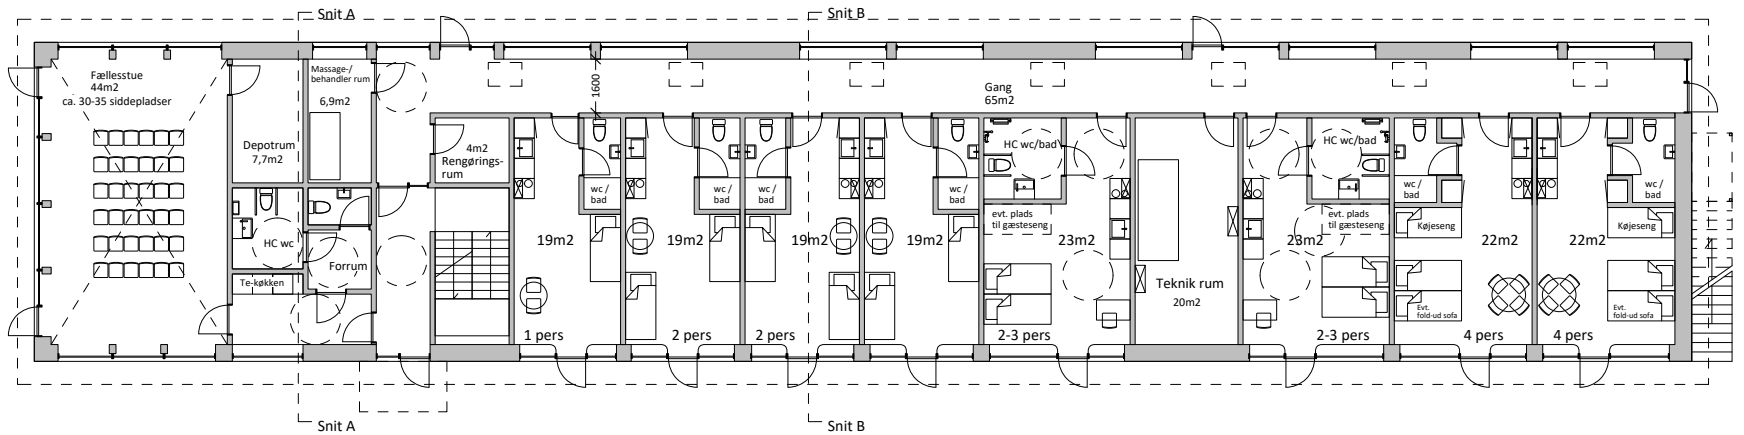 Snit A
Snit B
Fællesstue
44m2
ca. 30-35 siddepladser
Massage-/
behandler rum
6,9m2
Depotrum
7,7m2
4m2
Rengørings-
rum
1600
Gang
65m2
HC wc
Forrum
Te-køkken
wc /
bad
19m2
1 pers
wc /
bad
19m2
2 pers
wc /
bad
19m2
2 pers
wc /
bad
19m2
HC wc/bad
evt. plads
til gæsteseng
23m2
2-3 pers
Teknik rum
20m2
HC wc/bad
evt. plads
til gæsteseng
23m2
2-3 pers
wc /
bad
Køjeseng
22m2
Evt.
fold-ud sofa
4 pers
wc /
bad
Køjeseng
22m2
Evt.
fold-ud sofa
4 pers
Snit A
Snit B